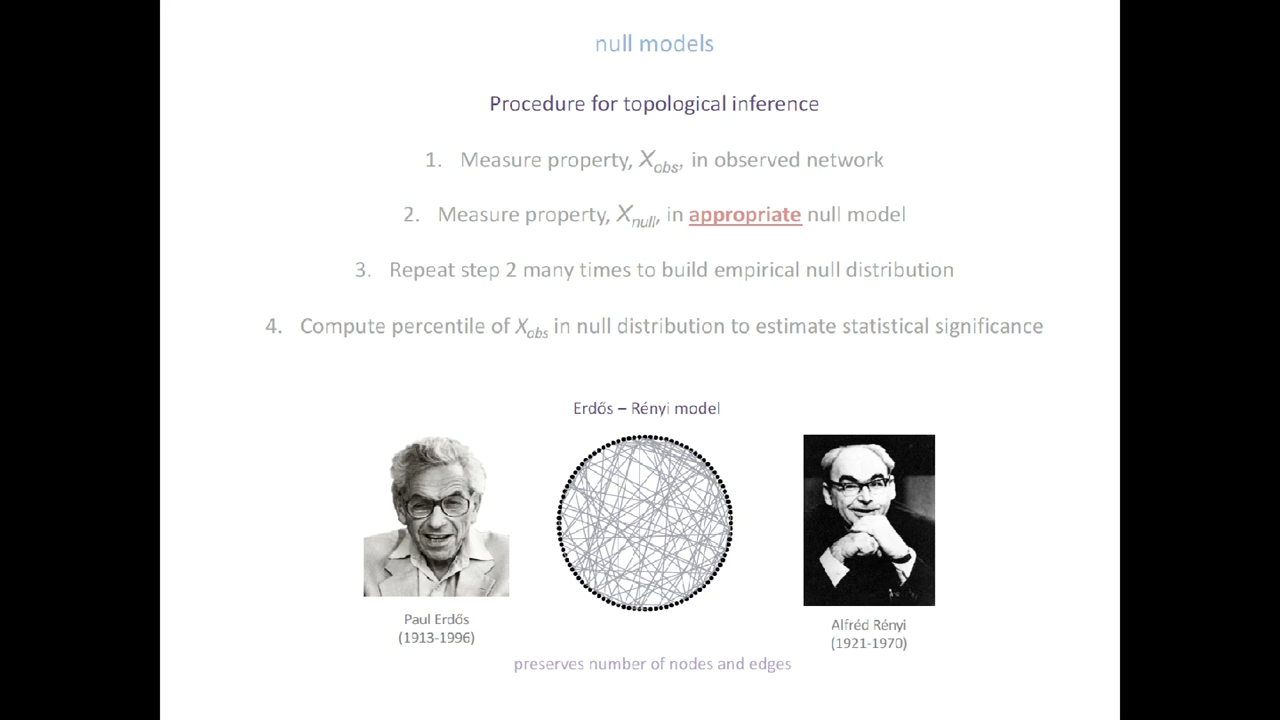 null models
Procedure for topological inference
1. Measure property, Xobs, in observed network
2. Measure property, Xnull, in appropriate null model
3. Repeat step 2 many times to build empirical null distribution
4. Compute percentile of Xobs in null distribution to estimate statistical significance
Erdős – Rényi model
Paul Erdős
(1913-1996)
Alfréd Rényi
(1921-1970)
preserves number of nodes and edges